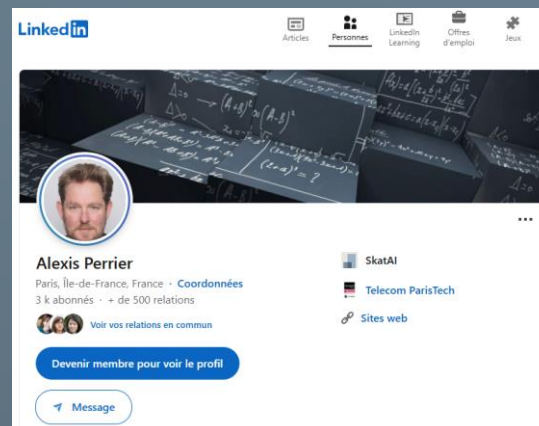 Linked in
Articles
Personnes
LinkedIn Learning
Offres d'emploi
Jeux
Alexis Perrier
Paris, Île-de-France, France · Coordonnées
3 k abonnés · + de 500 relations
Voir vos relations en commun
Devenir membre pour voir le profil
Message
SkatAI
Telecom ParisTech
Sites web